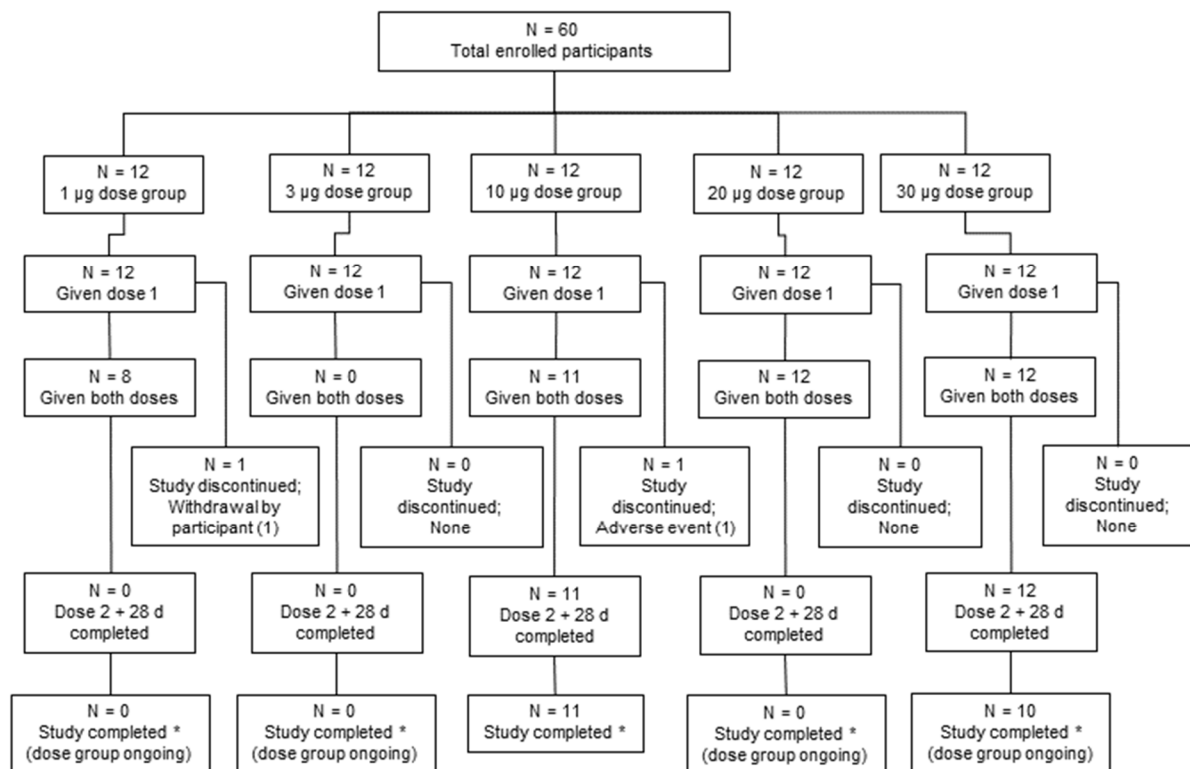 N = 60
Total enrolled participants
N = 12
1 µg dose group
N = 12
3 µg dose group
N = 12
10 µg dose group
N = 12
20 µg dose group
N = 12
30 µg dose group
N = 12
Given dose 1
N = 12
Given dose 1
N = 12
Given dose 1
N = 12
Given dose 1
N = 12
Given dose 1
N = 8
Given both doses
N = 0
Given both doses
N = 11
Given both doses
N = 12
Given both doses
N = 12
Given both doses
N = 1
Study discontinued;
Withdrawal by
participant (1)
N = 0
Study
discontinued;
None
N = 1
Study
discontinued;
Adverse event (1)
N = 0
Study
discontinued;
None
N = 0
Study
discontinued;
None
N = 0
Dose 2 + 28 d
completed
N = 0
Dose 2 + 28 d
completed
N = 11
Dose 2 + 28 d
completed
N = 0
Dose 2 + 28 d
completed
N = 12
Dose 2 + 28 d
completed
N = 0
Study completed *
(dose group ongoing)
N = 0
Study completed *
(dose group ongoing)
N = 11
Study completed *
N = 0
Study completed *
(dose group ongoing)
N = 10
Study completed *
(dose group ongoing)